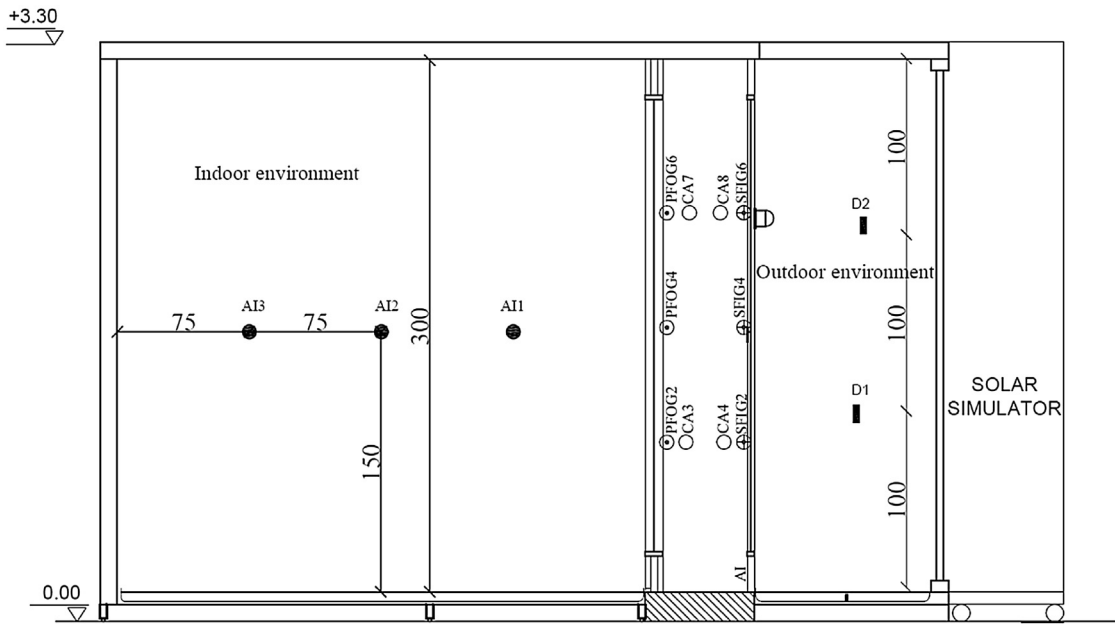 +3.30
Indoor environment
PFOG6
CA7
CA8
SFIG6
100
D2
Outdoor environment
AI3
AI2
AI1
75
75
300
PFOG4
SFIG4
100
SOLAR
SIMULATOR
D1
PFOG2
CA3
CA4
SFIG2
150
100
AI
0.00